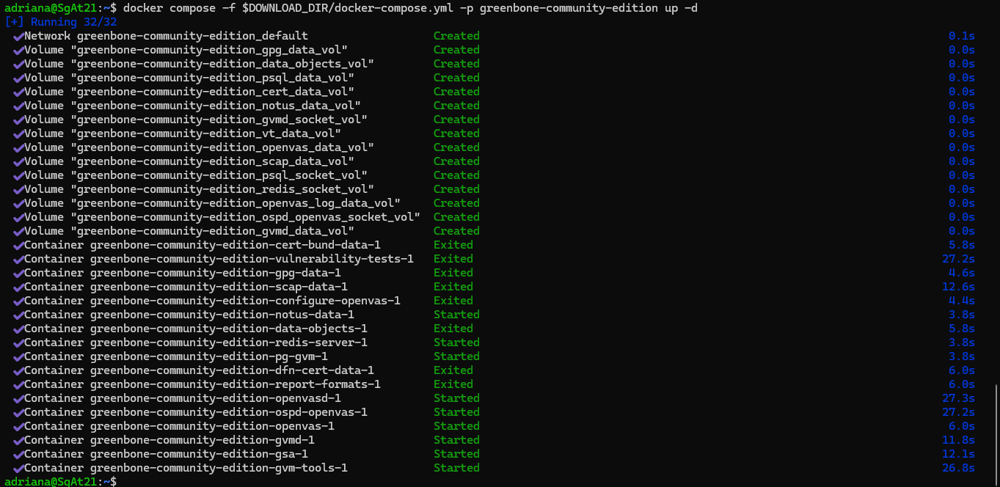 adriana@SgAt21:~$ docker compose -f $DOWNLOAD_DIR/docker-compose.yml -p greenbone-community-edition up -d
[+] Running 32/32
✔Network greenbone-community-edition_default Created 0.1s
✔Volume "greenbone-community-edition_gpg_data_vol" Created 0.0s
✔Volume "greenbone-community-edition_data_objects_vol" Created 0.0s
✔Volume "greenbone-community-edition_psql_data_vol" Created 0.0s
✔Volume "greenbone-community-edition_cert_data_vol" Created 0.0s
✔Volume "greenbone-community-edition_notus_data_vol" Created 0.0s
✔Volume "greenbone-community-edition_gvmd_socket_vol" Created 0.0s
✔Volume "greenbone-community-edition_vt_data_vol" Created 0.0s
✔Volume "greenbone-community-edition_openvas_data_vol" Created 0.0s
✔Volume "greenbone-community-edition_scap_data_vol" Created 0.0s
✔Volume "greenbone-community-edition_psql_socket_vol" Created 0.0s
✔Volume "greenbone-community-edition_redis_socket_vol" Created 0.0s
✔Volume "greenbone-community-edition_openvas_log_data_vol" Created 0.0s
✔Volume "greenbone-community-edition_ospd_openvas_socket_vol" Created 0.0s
✔Volume "greenbone-community-edition_gvmd_data_vol" Created 0.0s
✔Container greenbone-community-edition-cert-bund-data-1 Exited 5.8s
✔Container greenbone-community-edition-vulnerability-tests-1 Exited 27.2s
✔Container greenbone-community-edition-gpg-data-1 Exited 4.6s
✔Container greenbone-community-edition-scap-data-1 Exited 12.6s
✔Container greenbone-community-edition-configure-openvas-1 Exited 4.4s
✔Container greenbone-community-edition-notus-data-1 Started 3.8s
✔Container greenbone-community-edition-data-objects-1 Exited 5.8s
✔Container greenbone-community-edition-redis-server-1 Started 3.8s
✔Container greenbone-community-edition-pg-gvm-1 Started 3.8s
✔Container greenbone-community-edition-dfn-cert-data-1 Exited 6.0s
✔Container greenbone-community-edition-report-formats-1 Exited 6.0s
✔Container greenbone-community-edition-openvasd-1 Started 27.3s
✔Container greenbone-community-edition-ospd-openvas-1 Started 27.2s
✔Container greenbone-community-edition-openvas-1 Started 6.0s
✔Container greenbone-community-edition-gvmd-1 Started 11.8s
✔Container greenbone-community-edition-gsa-1 Started 12.1s
✔Container greenbone-community-edition-gvm-tools-1 Started 26.8s
adriana@SgAt21:~$